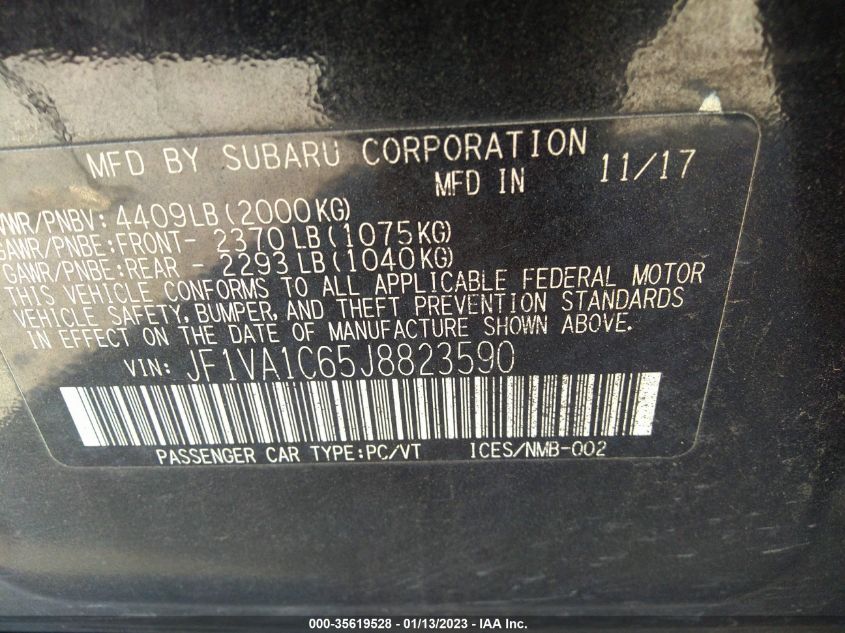 MFD BY SUBARU CORPORATION
MFD IN 11/17
VWR/PNBV: 4409LB(2000KG)
GAWR/PNBE:FRONT- 2370LB(1075KG)
GAWR/PNBE:REAR - 2293LB(1040KG)
THIS VEHICLE CONFORMS TO ALL APPLICABLE FEDERAL MOTOR
VEHICLE SAFETY, BUMPER, AND THEFT PREVENTION STANDARDS
IN EFFECT ON THE DATE OF MANUFACTURE SHOWN ABOVE.
VIN: JF1VA1C65J8823590
PASSENGER CAR TYPE:PC/VT ICES/NMB-002
000-35619528 - 01/13/2023 - IAA Inc.